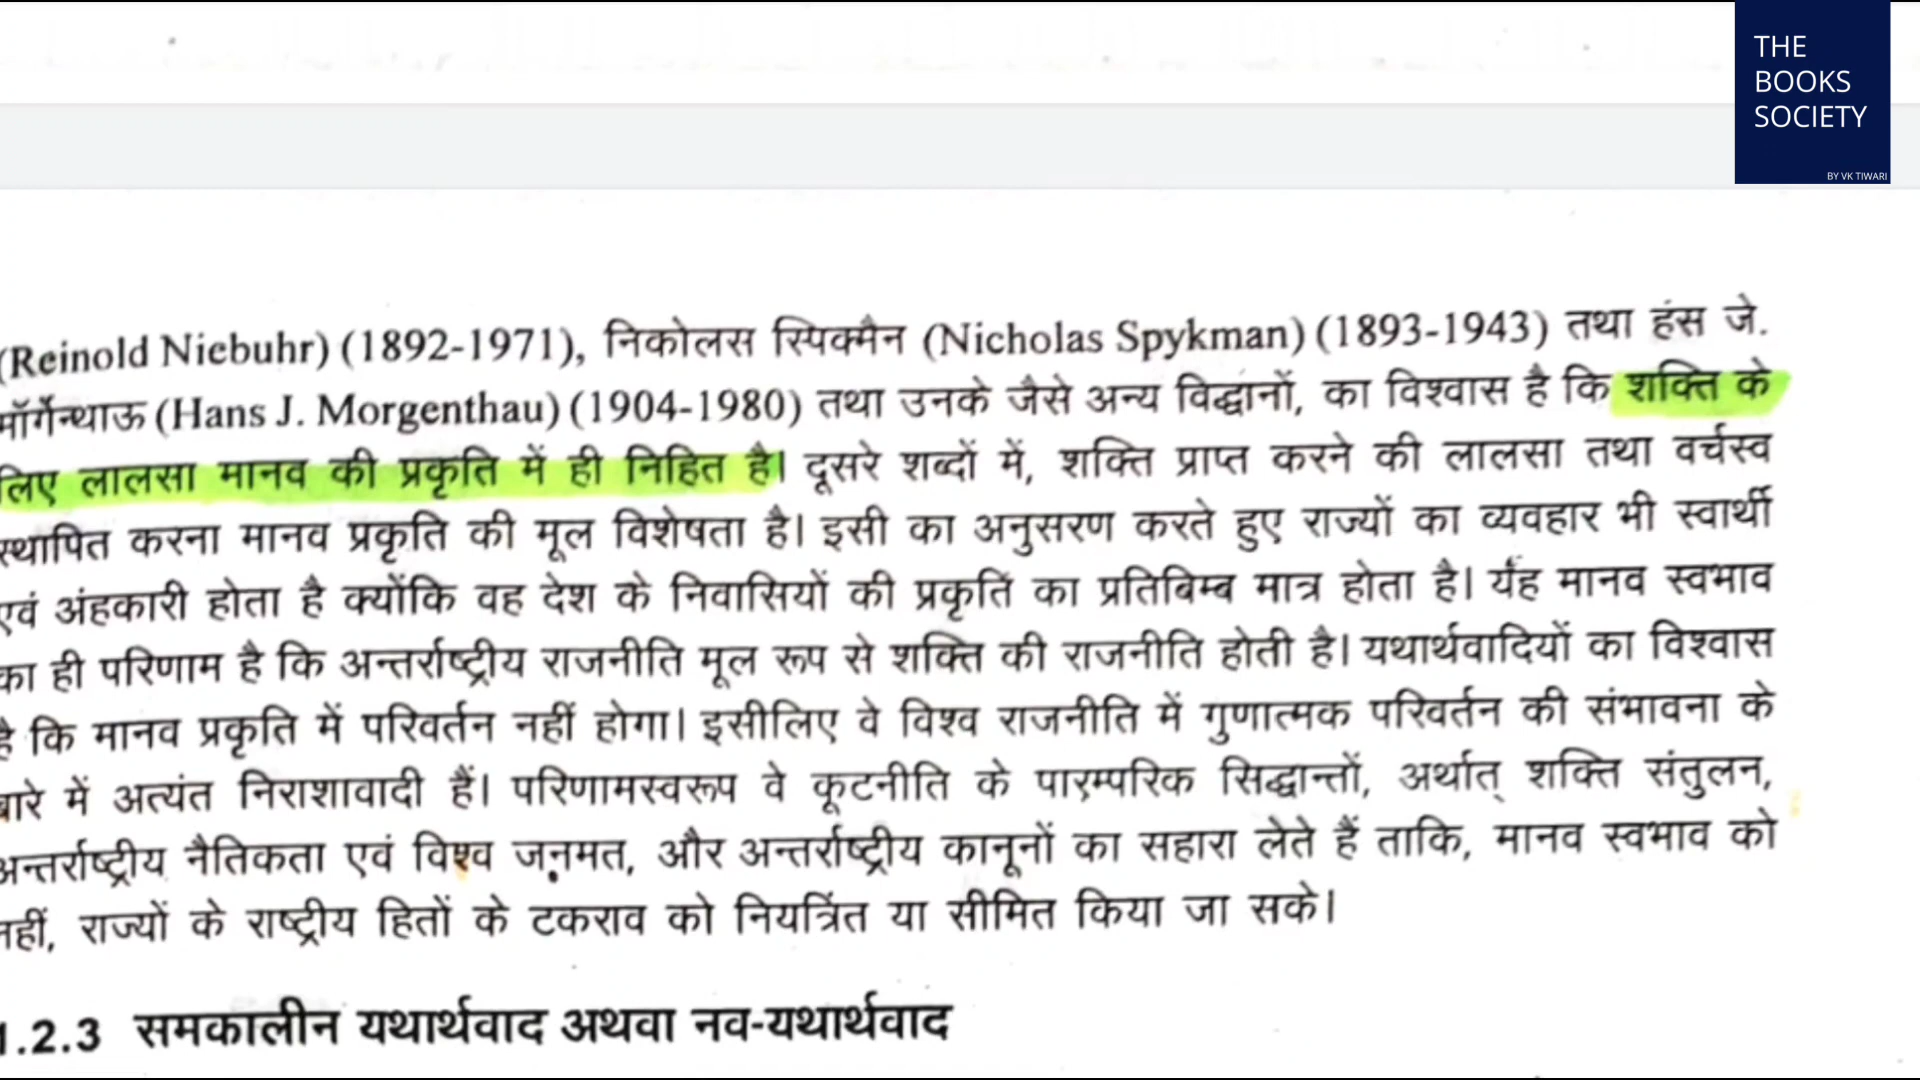 THE
BOOKS
SOCIETY
BY VK TIWARI
(Reinold Niebuhr) (1892-1971), निकोलस स्पिक्मैन (Nicholas Spykman) (1893-1943) तथा हंस जे.
मॉर्गेन्थाऊ (Hans J. Morgenthau) (1904-1980) तथा उनके जैसे अन्य विद्वानों, का विश्वास है कि शक्ति के
लिए लालसा मानव की प्रकृति में ही निहित है। दूसरे शब्दों में, शक्ति प्राप्त करने की लालसा तथा वर्चस्व
स्थापित करना मानव प्रकृति की मूल विशेषता है। इसी का अनुसरण करते हुए राज्यों का व्यवहार भी स्वार्थी
एवं अंहकारी होता है क्योंकि वह देश के निवासियों की प्रकृति का प्रतिबिम्ब मात्र होता है। यह मानव स्वभाव
का ही परिणाम है कि अन्तर्राष्ट्रीय राजनीति मूल रूप से शक्ति की राजनीति होती है। यथार्थवादियों का विश्वास
है कि मानव प्रकृति में परिवर्तन नहीं होगा। इसीलिए वे विश्व राजनीति में गुणात्मक परिवर्तन की संभावना के
बारे में अत्यंत निराशावादी हैं। परिणामस्वरूप वे कूटनीति के पारम्परिक सिद्धान्तों, अर्थात् शक्ति संतुलन,
अन्तर्राष्ट्रीय नैतिकता एवं विश्व जनमत, और अन्तर्राष्ट्रीय कानूनों का सहारा लेते हैं ताकि, मानव स्वभाव को
नहीं, राज्यों के राष्ट्रीय हितों के टकराव को नियत्रिंत या सीमित किया जा सके।
1.2.3 समकालीन यथार्थवाद अथवा नव-यथार्थवाद